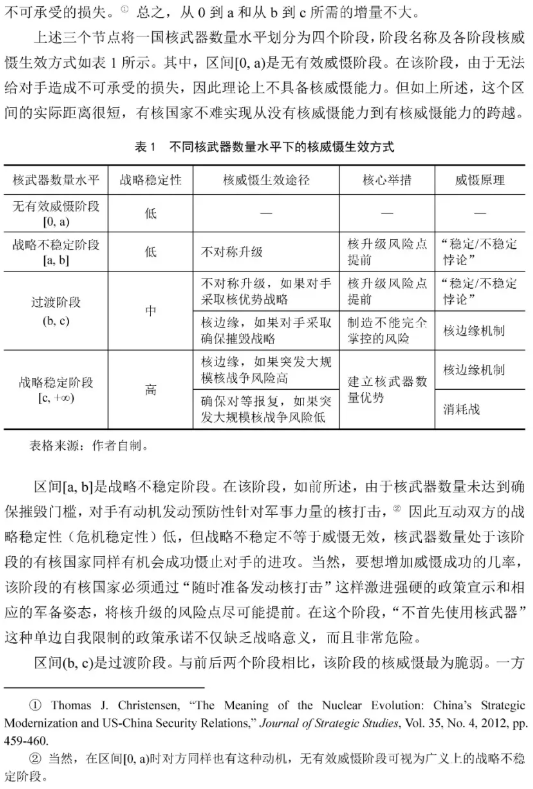 不可承受的损失。① 总之，从 0 到 a 和从 b 到 c 所需的增量不大。
上述三个节点将一国核武器数量水平划分为四个阶段，阶段名称及各阶段核威
慑生效方式如表 1 所示。其中，区间[0, a)是无有效威慑阶段。在该阶段，由于无法
给对手造成不可承受的损失，因此理论上不具备核威慑能力。但如上所述，这个区
间的实际距离很短，有核国家不难实现从没有核威慑能力到有核威慑能力的跨越。
表 1 不同核武器数量水平下的核威慑生效方式
核武器数量水平 战略稳定性 核威慑生效途径 核心举措 威慑原理
无有效威慑阶段
[0, a)
低 — — —
战略不稳定阶段
[a, b]
低 不对称升级
核升级风险点
提前
“稳定/不稳定
悖论”
过渡阶段
(b, c)
中
不对称升级，如果对手
采取核优势战略
核升级风险点
提前
“稳定/不稳定
悖论”
核边缘，如果对手采取
确保摧毁战略
制造不能完全
掌控的风险
核边缘机制
战略稳定阶段
[c, +∞)
高
核边缘，如果突发大规
模核战争风险高
建立核武器数
量优势
核边缘机制
确保对等报复，如果突
发大规模核战争风险低
消耗战
表格来源：作者自制。
区间[a, b]是战略不稳定阶段。在该阶段，如前所述，由于核武器数量未达到确
保摧毁门槛，对手有动机发动预防性针对军事力量的核打击，② 因此互动双方的战
略稳定性（危机稳定性）低，但战略不稳定不等于威慑无效，核武器数量处于该阶
段的有核国家同样有机会成功慑止对手的进攻。当然，要想增加威慑成功的几率，
该阶段的有核国家必须通过“随时准备发动核打击”这样激进强硬的政策宣示和相
应的军备姿态，将核升级的风险点尽可能提前。在这个阶段，“不首先使用核武器”
这种单边自我限制的政策承诺不仅缺乏战略意义，而且非常危险。
区间(b, c)是过渡阶段。与前后两个阶段相比，该阶段的核威慑最为脆弱。一方
① Thomas J. Christensen, “The Meaning of the Nuclear Evolution: China’s Strategic
Modernization and US-China Security Relations,” Journal of Strategic Studies, Vol. 35, No. 4, 2012, pp.
459-460.
② 当然，在区间[0, a)时对方同样也有这种动机，无有效威慑阶段可视为广义上的战略不稳
定阶段。